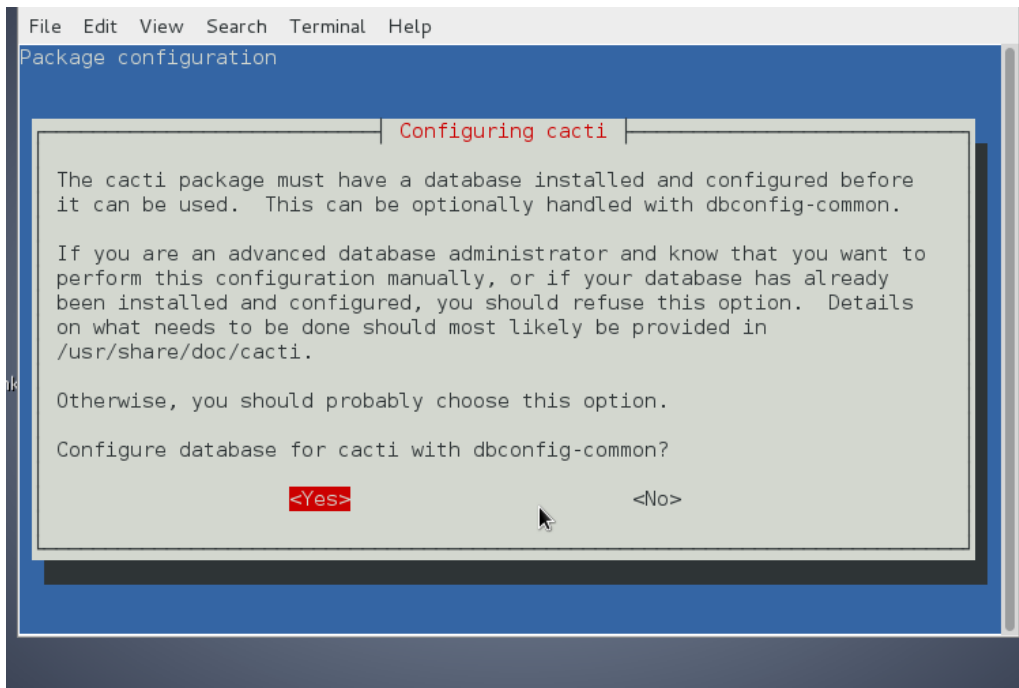 File Edit View Search Terminal Help
Package configuration
Configuring cacti
The cacti package must have a database installed and configured before
it can be used.  This can be optionally handled with dbconfig-common.
If you are an advanced database administrator and know that you want to
perform this configuration manually, or if your database has already
been installed and configured, you should refuse this option.  Details
on what needs to be done should most likely be provided in
/usr/share/doc/cacti.
Otherwise, you should probably choose this option.
Configure database for cacti with dbconfig-common?
<Yes> <No>